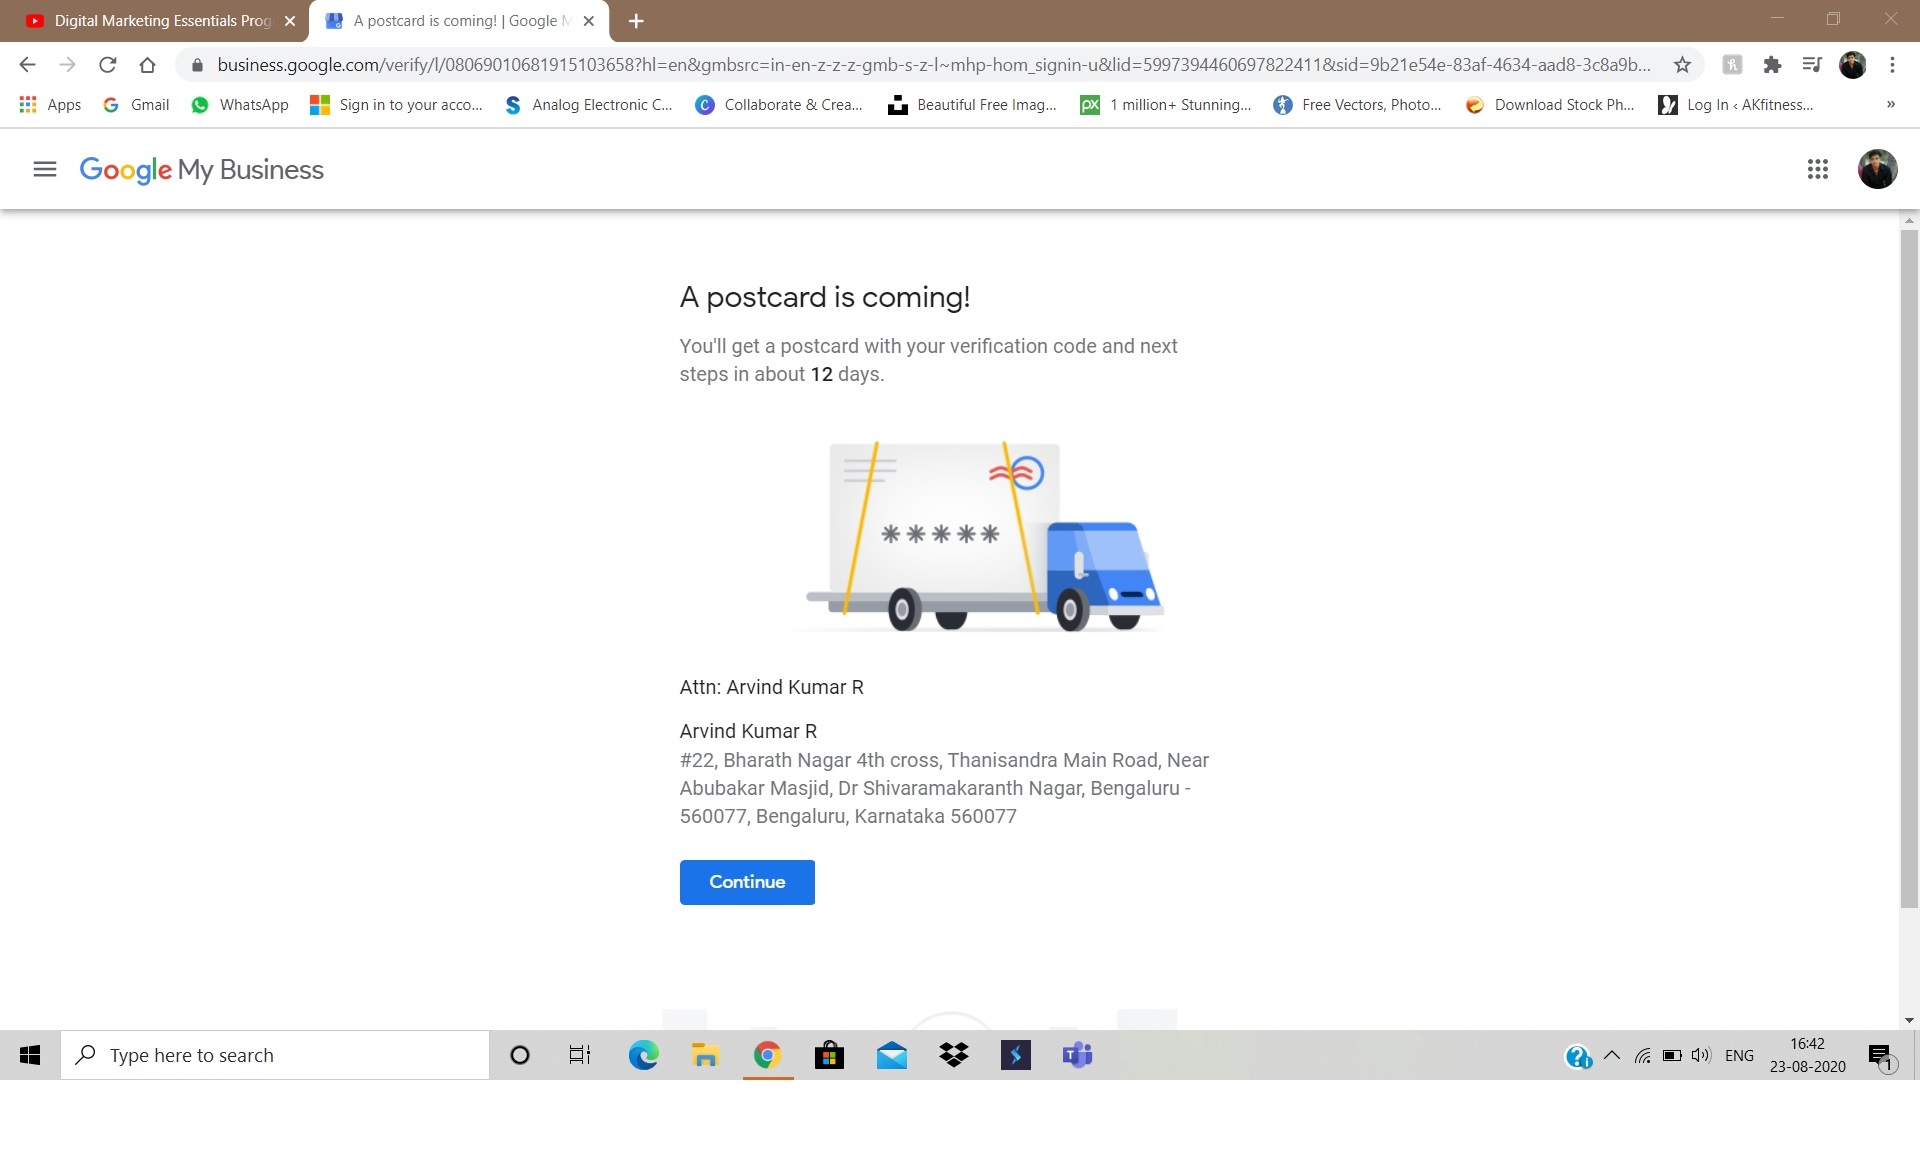 Digital Marketing Essentials Prog
A postcard is coming! | Google M
business.google.com/verify/l/08069010681915103658?hl=en&gmbsrc=in-en-z-z-z-gmb-s-z-l~mhp-hom_signin-u&lid=5997394460697822411&sid=9b21e54e-83af-4634-aad8-3c8a9b...
Apps Gmail WhatsApp Sign in to your acco... Analog Electronic C... Collaborate & Crea... Beautiful Free Imag... 1 million+ Stunning... Free Vectors, Photo... Download Stock Ph... Log In ‹ AKfitness... »
Google My Business
A postcard is coming!
You'll get a postcard with your verification code and next
steps in about 12 days.
*****
Attn: Arvind Kumar R
Arvind Kumar R
#22, Bharath Nagar 4th cross, Thanisandra Main Road, Near
Abubakar Masjid, Dr Shivaramakaranth Nagar, Bengaluru -
560077, Bengaluru, Karnataka 560077
Continue
Type here to search
ENG
16:42
23-08-2020
1